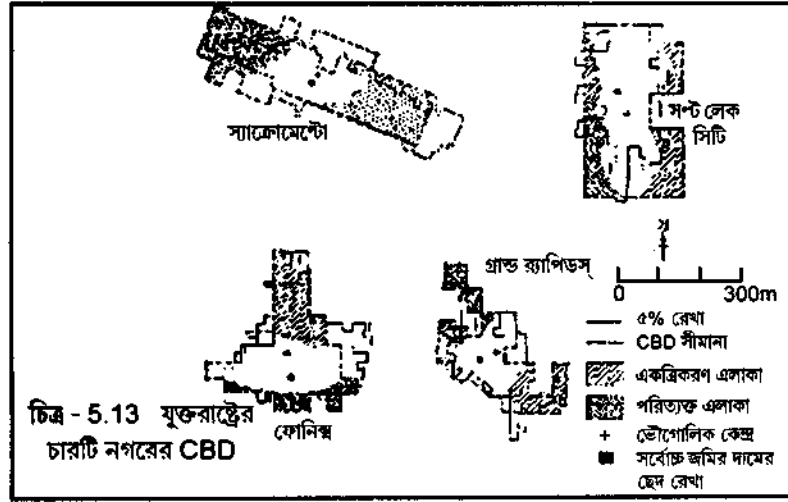 স্যাক্রোমেন্টো
সল্ট লেক
সিটি
গ্রান্ড র‍্যাপিডস্
0 300m
৫% রেখা
CBD সীমানা
একত্রিকরণ এলাকা
পরিত্যক্ত এলাকা
ভৌগোলিক কেন্দ্র
সর্বোচ্চ জমির দামের
ছেদ রেখা
চিত্র - 5.13 যুক্তরাষ্ট্রের
চারটি নগরের CBD
ফোনিক্স